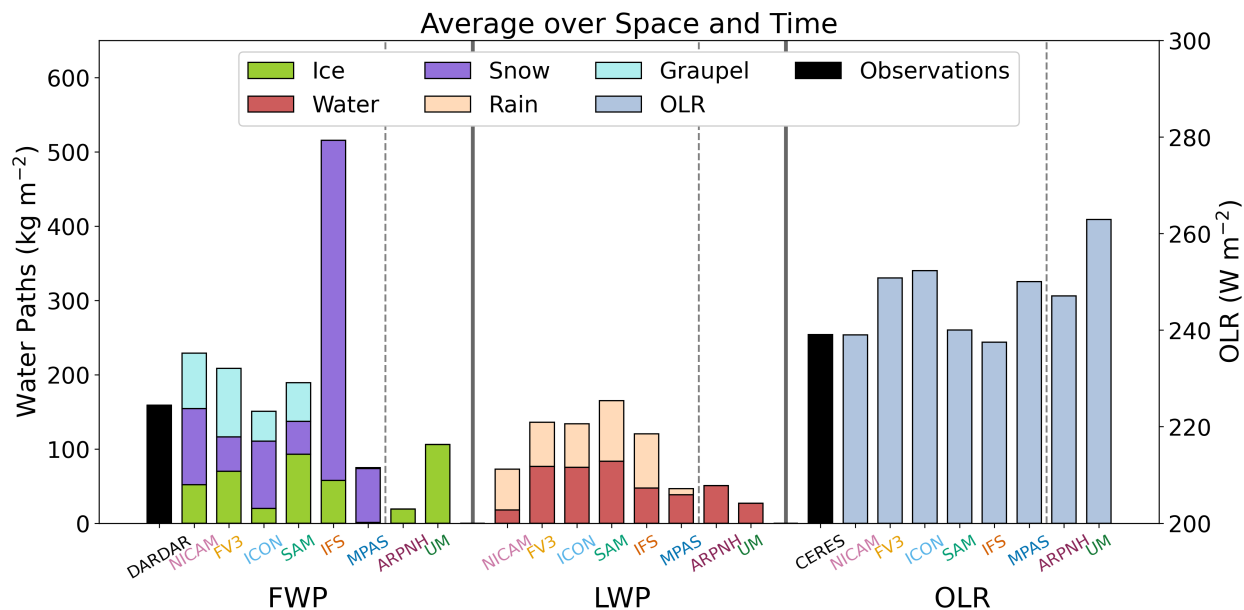 Average over Space and Time
Ice Snow Graupel Observations
Water Rain OLR
Water Paths (kg m⁻²)
600
500
400
300
200
100
0
300
280
260
240
220
200
OLR (W m⁻²)
DARDAR NICAM FV3 ICON SAM IFS MPAS ARPNH UM
NICAM FV3 ICON SAM IFS MPAS ARPNH UM
CERES NICAM FV3 ICON SAM IFS MPAS ARPNH UM
FWP LWP OLR